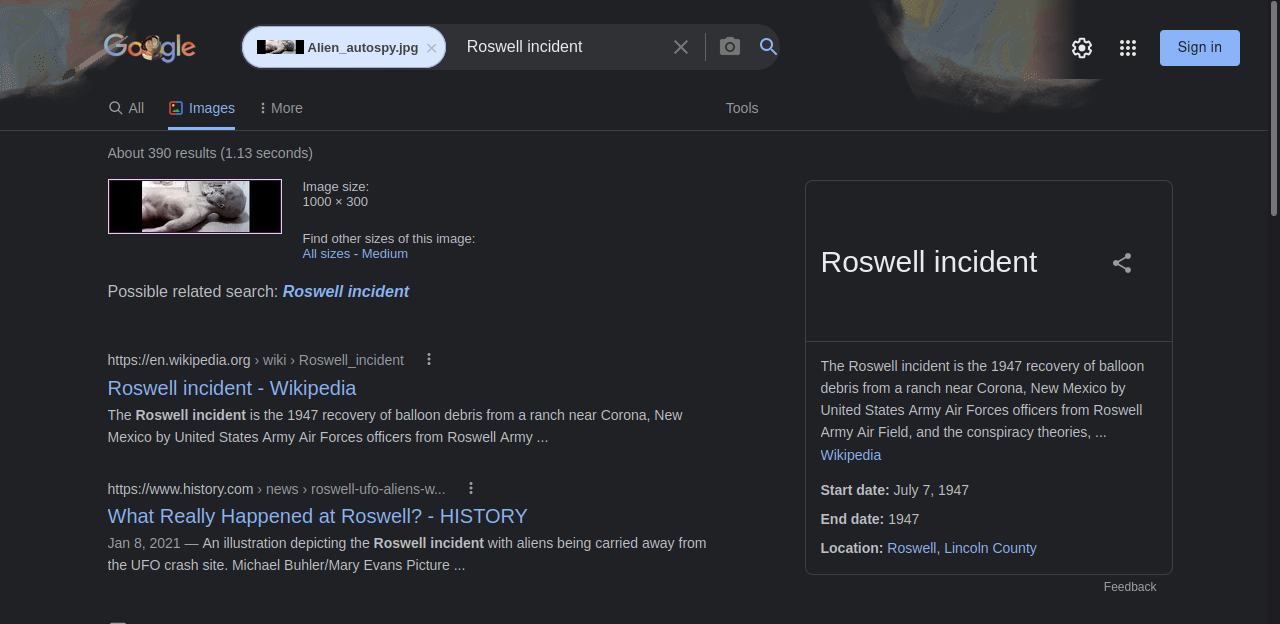 Google
Alien_autospy.jpg
Roswell incident
Sign in
All
Images
More
Tools
About 390 results (1.13 seconds)
Image size:
1000 × 300
Find other sizes of this image:
All sizes - Medium
Possible related search: Roswell incident
https://en.wikipedia.org › wiki › Roswell_incident
Roswell incident - Wikipedia
The Roswell incident is the 1947 recovery of balloon debris from a ranch near Corona, New
Mexico by United States Army Air Forces officers from Roswell Army ...
https://www.history.com › news › roswell-ufo-aliens-w...
What Really Happened at Roswell? - HISTORY
Jan 8, 2021 — An illustration depicting the Roswell incident with aliens being carried away from
the UFO crash site. Michael Buhler/Mary Evans Picture ...
Roswell incident
The Roswell incident is the 1947 recovery of balloon
debris from a ranch near Corona, New Mexico by
United States Army Air Forces officers from Roswell
Army Air Field, and the conspiracy theories, ...
Wikipedia
Start date: July 7, 1947
End date: 1947
Location: Roswell, Lincoln County
Feedback